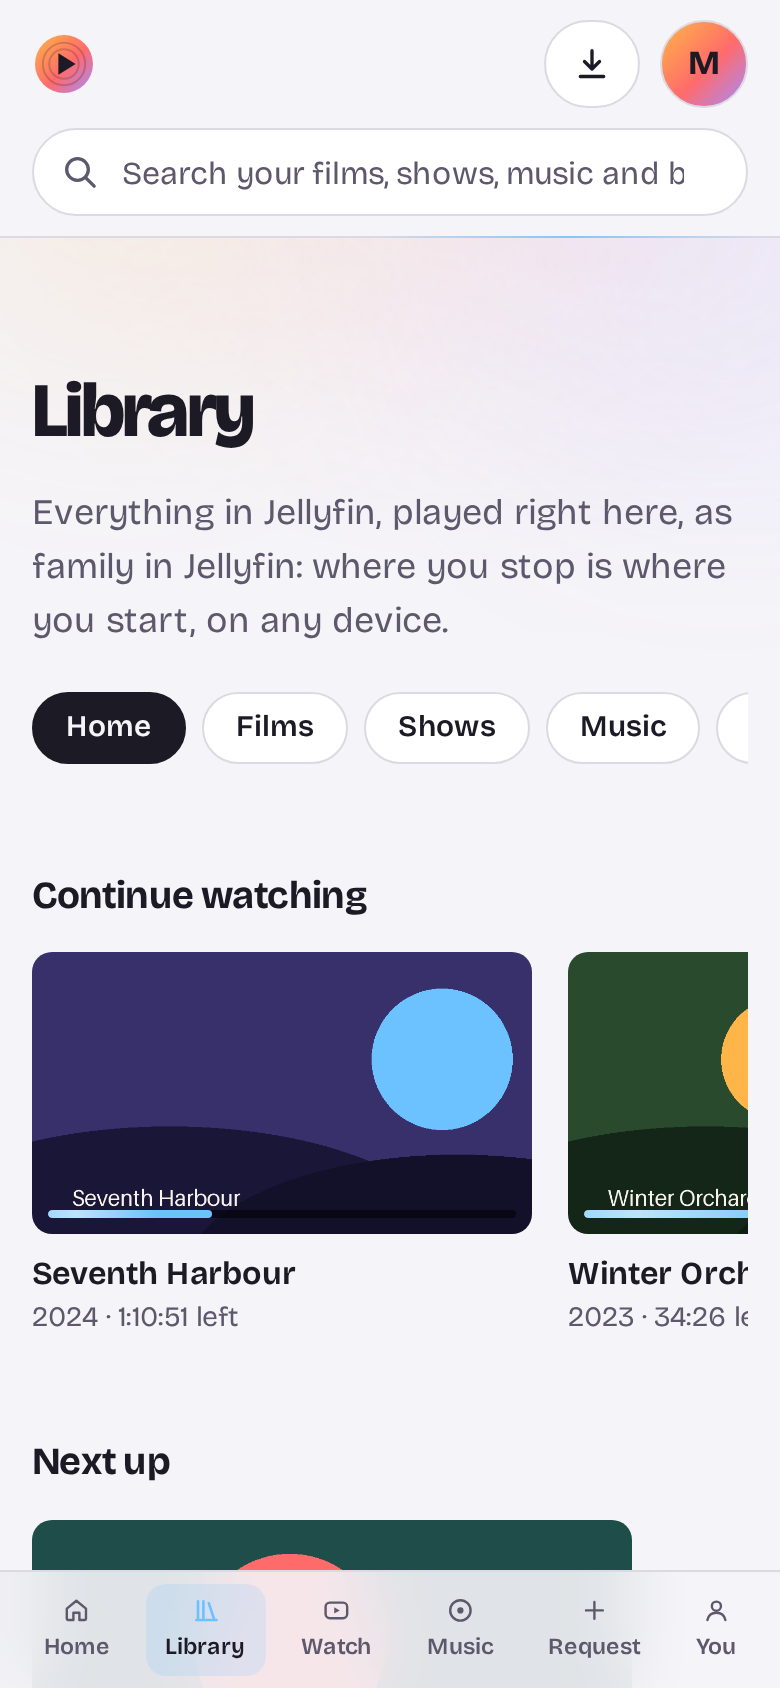 M
Search your films, shows, music and b
Library
Everything in Jellyfin, played right here, as
family in Jellyfin: where you stop is where
you start, on any device.
Home Films Shows Music
Continue watching
Seventh Harbour Winter Orchar
Seventh Harbour Winter Orch
2024 · 1:10:51 left 2023 · 34:26 le
Next up
Home Library Watch Music Request You